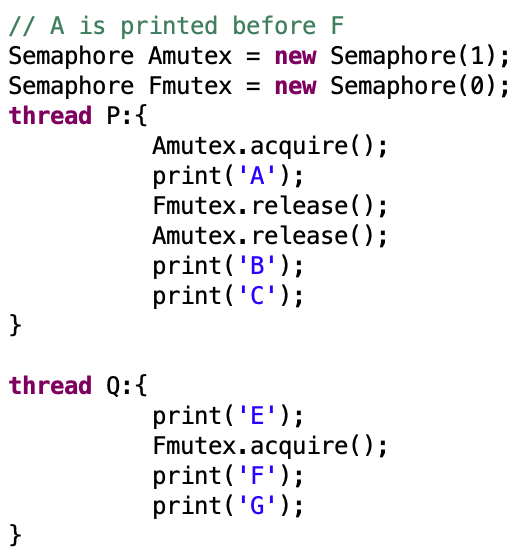 // A is printed before F
Semaphore Amutex = new Semaphore(1);
Semaphore Fmutex = new Semaphore(0);
thread P:{
Amutex.acquire();
print('A');
Fmutex.release();
Amutex.release();
print('B');
print('C');
}
thread Q:{
print('E');
Fmutex.acquire();
print('F');
print('G');
}